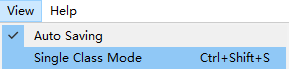 View Help
Auto Saving
Single Class Mode Ctrl+Shift+S